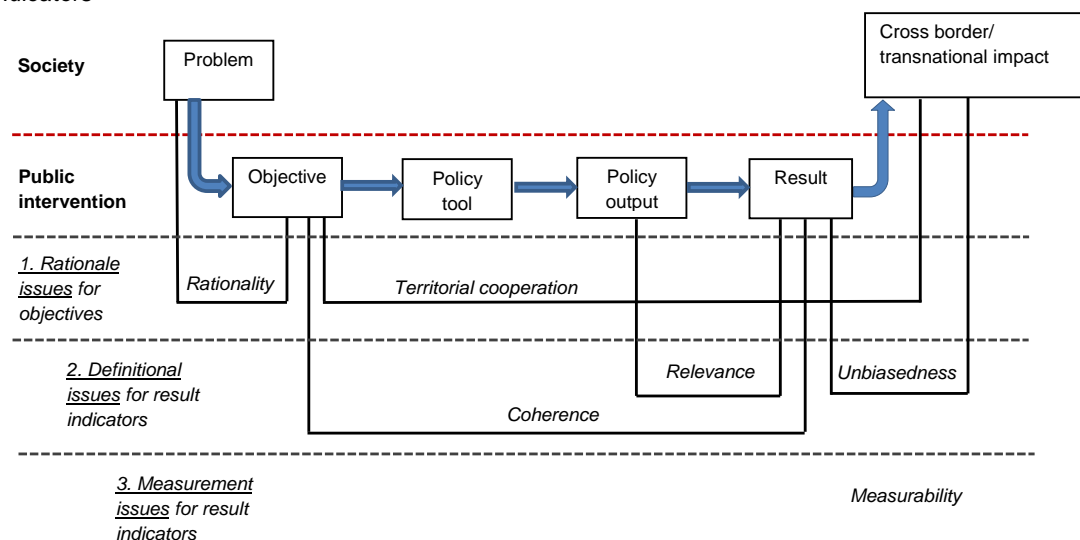 Cross border/
transnational impact
Society
Problem
Public
intervention
Objective
Policy
tool
Policy
output
Result
1. Rationale
issues for
objectives
Rationality
Territorial cooperation
2. Definitional
issues for result
indicators
Relevance
Unbiasedness
Coherence
3. Measurement
issues for result
indicators
Measurability